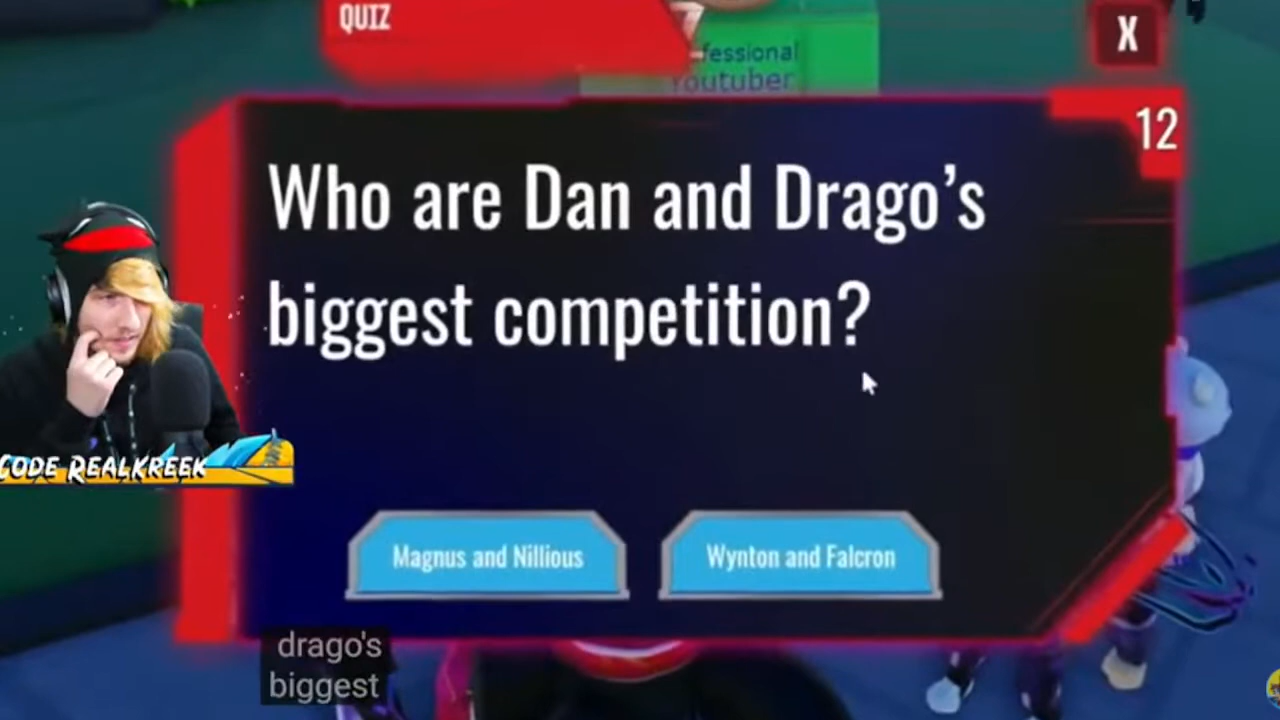 QUIZ
X
fessional
Youtuber
12
Who are Dan and Drago's
biggest competition?
CODE REALKREEK
Magnus and Nillious
Wynton and Falcron
drago's
biggest